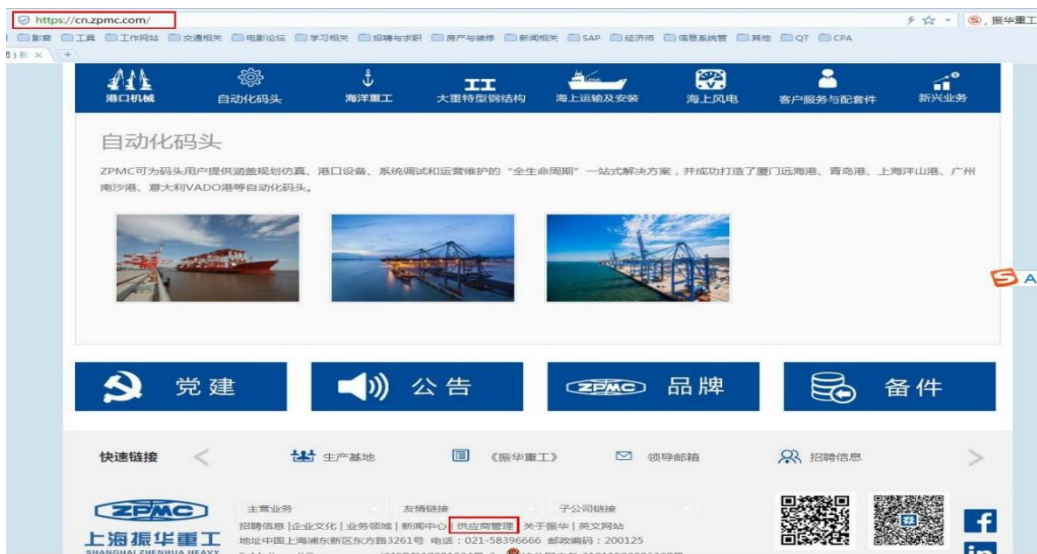 https://cn.zpmc.com/
振华重工
影音 工具 工作网站 交通相关 电影论坛 学习相关 招聘与求职 房产与装修 新闻相关 SAP 经济师 信息系统管 其他 QT CPA
港口机械 自动化码头 海洋重工 大重特型钢结构 海上运输及安装 海上风电 客户服务与配套件 新兴业务
自动化码头
ZPMC可为码头用户提供涵盖规划仿真、港口设备、系统调试和运营维护的“全生命周期”一站式解决方案，并成功打造了厦门远海港、青岛港、上海洋山港、广州
南沙港、意大利VADO港等自动化码头。
S A
党建 公告 ZPMC 品牌 备件
快速链接 < 生产基地 《振华重工》 领导邮箱 招聘信息 >
ZPMC
上海振华重工
SHANGHAI ZHENHUA HEAVY
主营业务 友情链接 子公司链接
招聘信息 |企业文化 | 业务领域 | 新闻中心 | 供应商管理 | 关于振华 | 英文网站
地址中国上海浦东新区东方路3261号 电话：021-58396666 邮政编码：200125
f
in